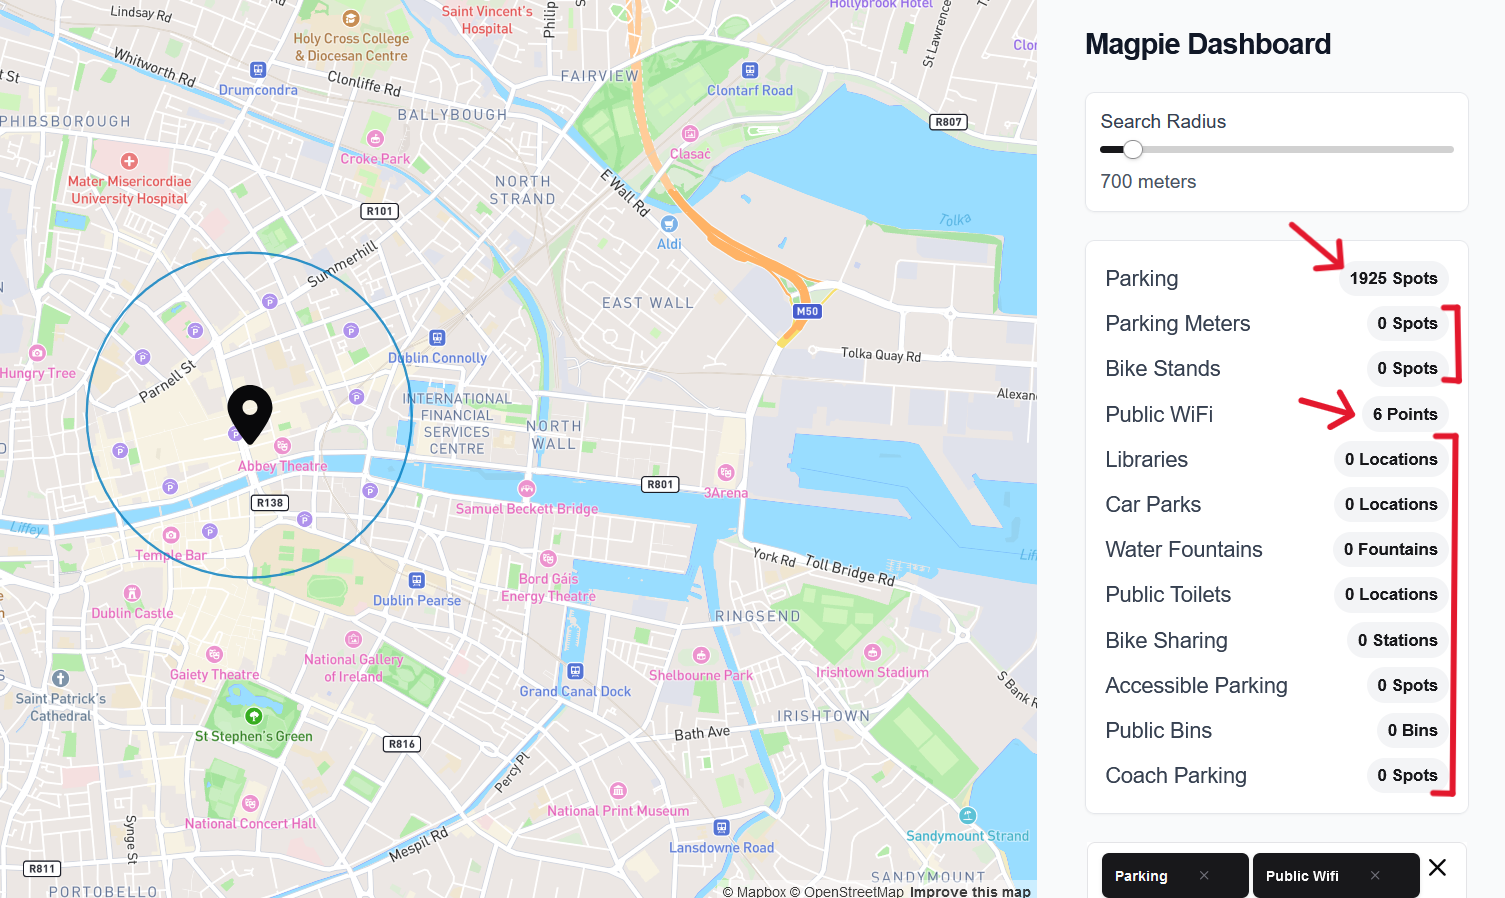 Lindsay Rd
Saint Vincent's
Hospital
Philip
Hollybrook Hotel
St Lawrence
Holy Cross College
& Diocesan Centre
Whitworth Rd
Clonliffe Rd
Drumcondra
FAIRVIEW
Clontarf Road
PHIBSBOROUGH
BALLYBOUGH
R807
Croke Park
Clasaċ
Mater Misericordiae
University Hospital
NORTH
STRAND
E Wall Rd
R101
Tolka
Aldi
Summerhill
EAST WALL
M50
Dublin Connolly
Tolka Quay Rd
Hungry Tree
Parnell St
INTERNATIONAL
FINANCIAL
SERVICES
CENTRE
NORTH
WALL
Abbey Theatre
3Arena
R801
R138
Samuel Beckett Bridge
Liffey
Temple Bar
York Rd
Toll Bridge Rd
Bord Gáis
Energy Theatre
Dublin Castle
Dublin Pearse
RINGSEND
National Gallery
of Ireland
Gaiety Theatre
Shelbourne Park
Irishtown Stadium
Grand Canal Dock
Saint Patrick's
Cathedral
S Bank R
IRISHTOWN
St Stephen's Green
R816
Bath Ave
Percy Pl
National Print Museum
National Concert Hall
Synge St
Mespil Rd
Sandymount Strand
Lansdowne Road
R811
PORTOBELLO
SANDYMOUNT
© Mapbox © OpenStreetMap Improve this map
Magpie Dashboard
Search Radius
700 meters
Parking 1925 Spots
Parking Meters 0 Spots
Bike Stands 0 Spots
Public WiFi 6 Points
Libraries 0 Locations
Car Parks 0 Locations
Water Fountains 0 Fountains
Public Toilets 0 Locations
Bike Sharing 0 Stations
Accessible Parking 0 Spots
Public Bins 0 Bins
Coach Parking 0 Spots
Parking × Public Wifi ×